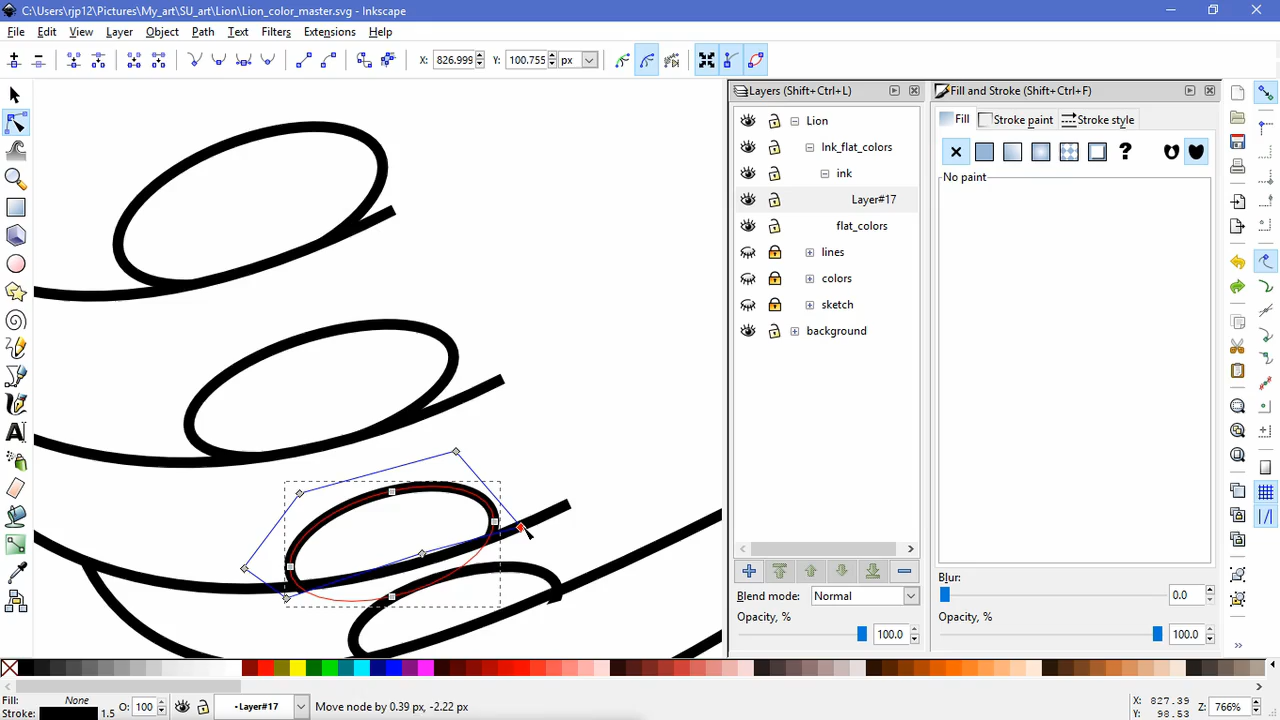 C:\Users\rjp12\Pictures\My_art\SU_art\Lion\Lion_color_master.svg - Inkscape
File Edit View Layer Object Path Text Filters Extensions Help
X: 826.999 Y: 100.755 px
Layers (Shift+Ctrl+L)
Fill and Stroke (Shift+Ctrl+F)
Lion
Ink_flat_colors
ink
Layer#17
flat_colors
lines
colors
sketch
background
Fill Stroke paint Stroke style
No paint
Blend mode: Normal
Opacity, %
100.0
Blur:
0.0
Opacity, %
100.0
Fill: None
Stroke: 1.5
O: 100
Layer#17
Move node by 0.39 px, -2.22 px
X: 827.39
Y: 98.53
Z: 766%